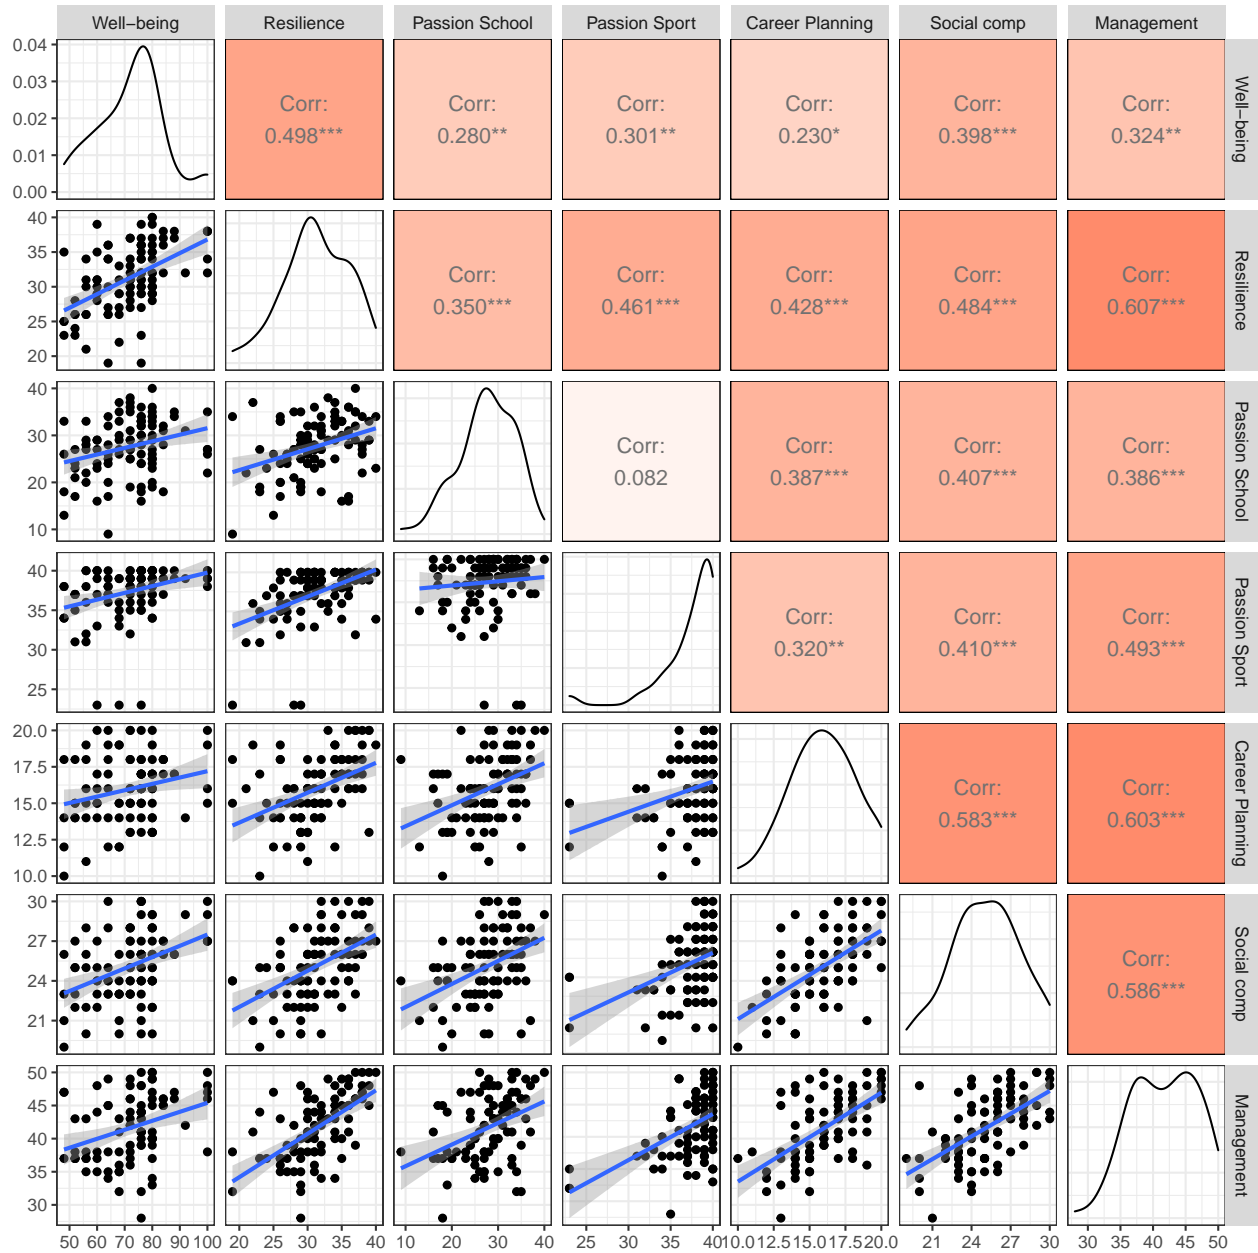 Well−being Resilience Passion School Passion Sport Career Planning Social comp Management
0.04
0.03
0.02
0.01
0.00
Corr:
0.498***
Corr:
0.280**
Corr:
0.301**
Corr:
0.230*
Corr:
0.398***
Corr:
0.324**
Well−being
40
35
30
25
20
Corr:
0.350***
Corr:
0.461***
Corr:
0.428***
Corr:
0.484***
Corr:
0.607***
Resilience
40
30
20
10
Corr:
0.082
Corr:
0.387***
Corr:
0.407***
Corr:
0.386***
Passion School
40
35
30
25
Corr:
0.320**
Corr:
0.410***
Corr:
0.493***
Passion Sport
20.0
17.5
15.0
12.5
10.0
Corr:
0.583***
Corr:
0.603***
Career Planning
30
27
24
21
Corr:
0.586***
Social comp
50
45
40
35
30
Management
50 60 70 80 90 100 20 25 30 35 40 10 20 30 40 25 30 35 40 10.0 12.5 15.0 17.5 20.0 21 24 27 30 30 35 40 45 50